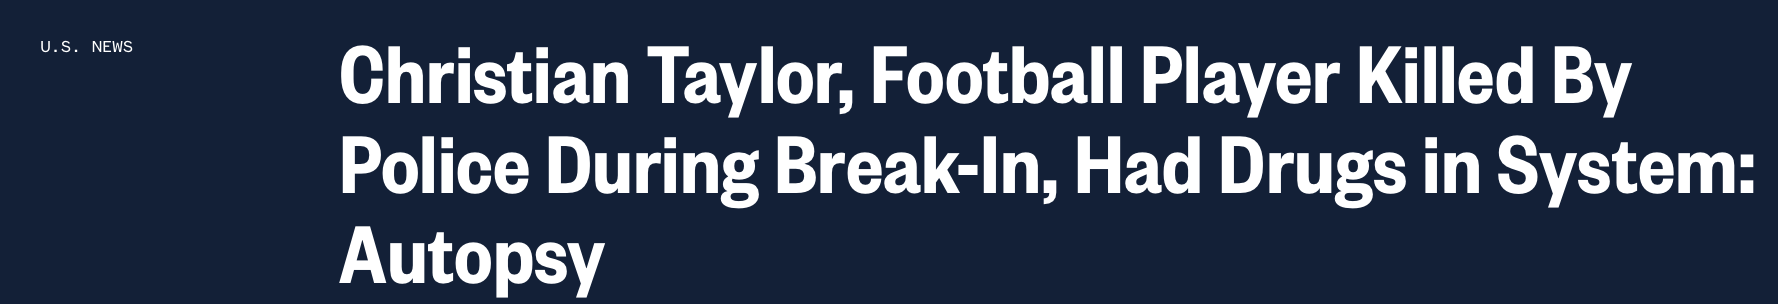 U.S. NEWS
Christian Taylor, Football Player Killed By
Police During Break-In, Had Drugs in System:
Autopsy